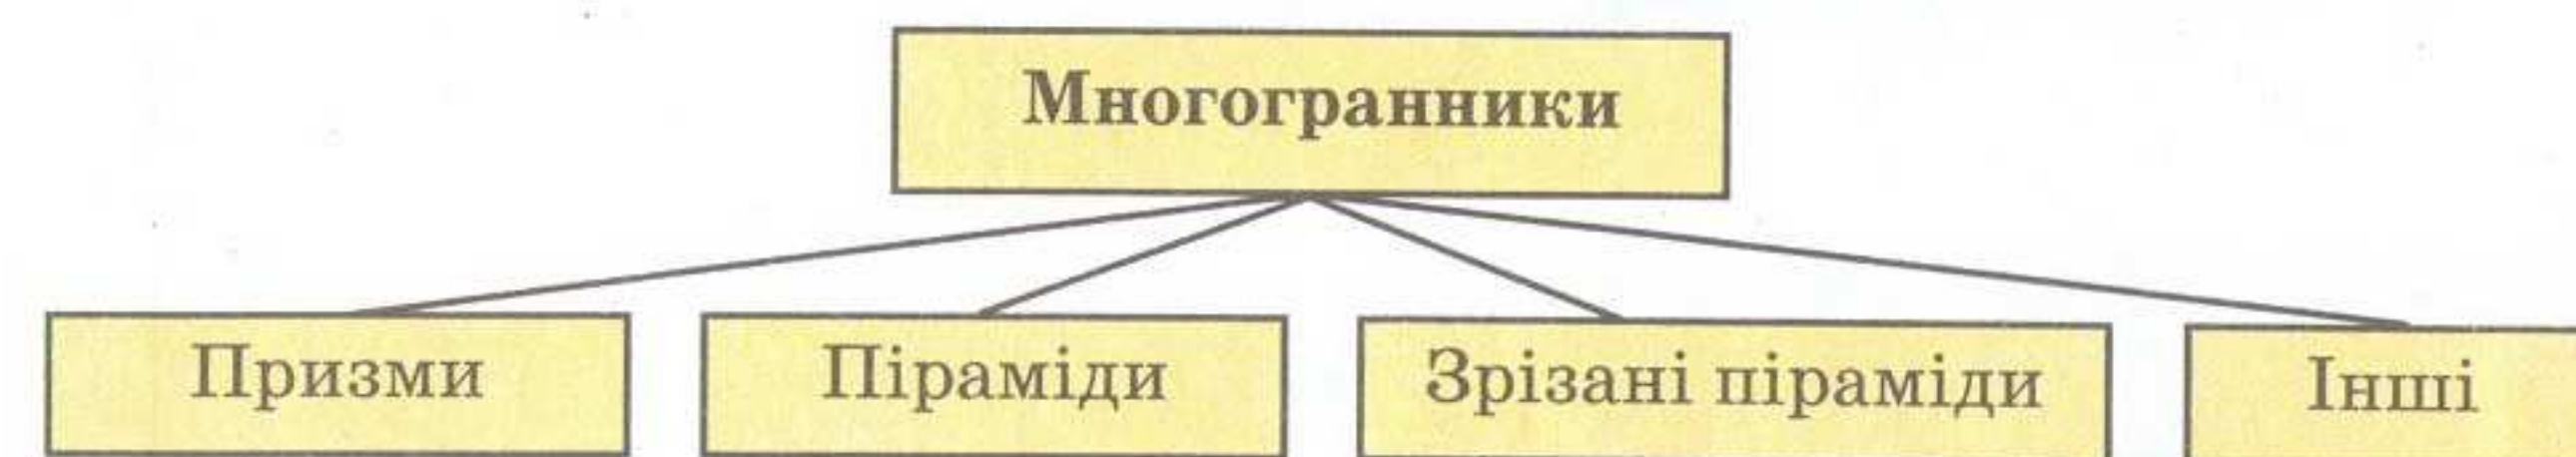 Многогранники
Призми
Піраміди
Зрізані піраміди
Інші